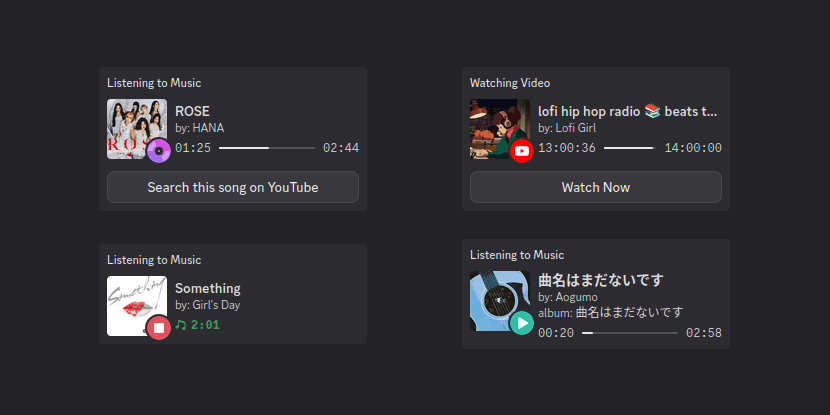 Listening to Music
ROSE
by: HANA
01:25 02:44
Search this song on YouTube
Watching Video
lofi hip hop radio 📚 beats t...
by: Lofi Girl
13:00:36 14:00:00
Watch Now
Listening to Music
Something
Something
by: Girl's Day
2:01
Listening to Music
曲名はまだないです
by: Aogumo
album: 曲名はまだないです
00:20 02:58